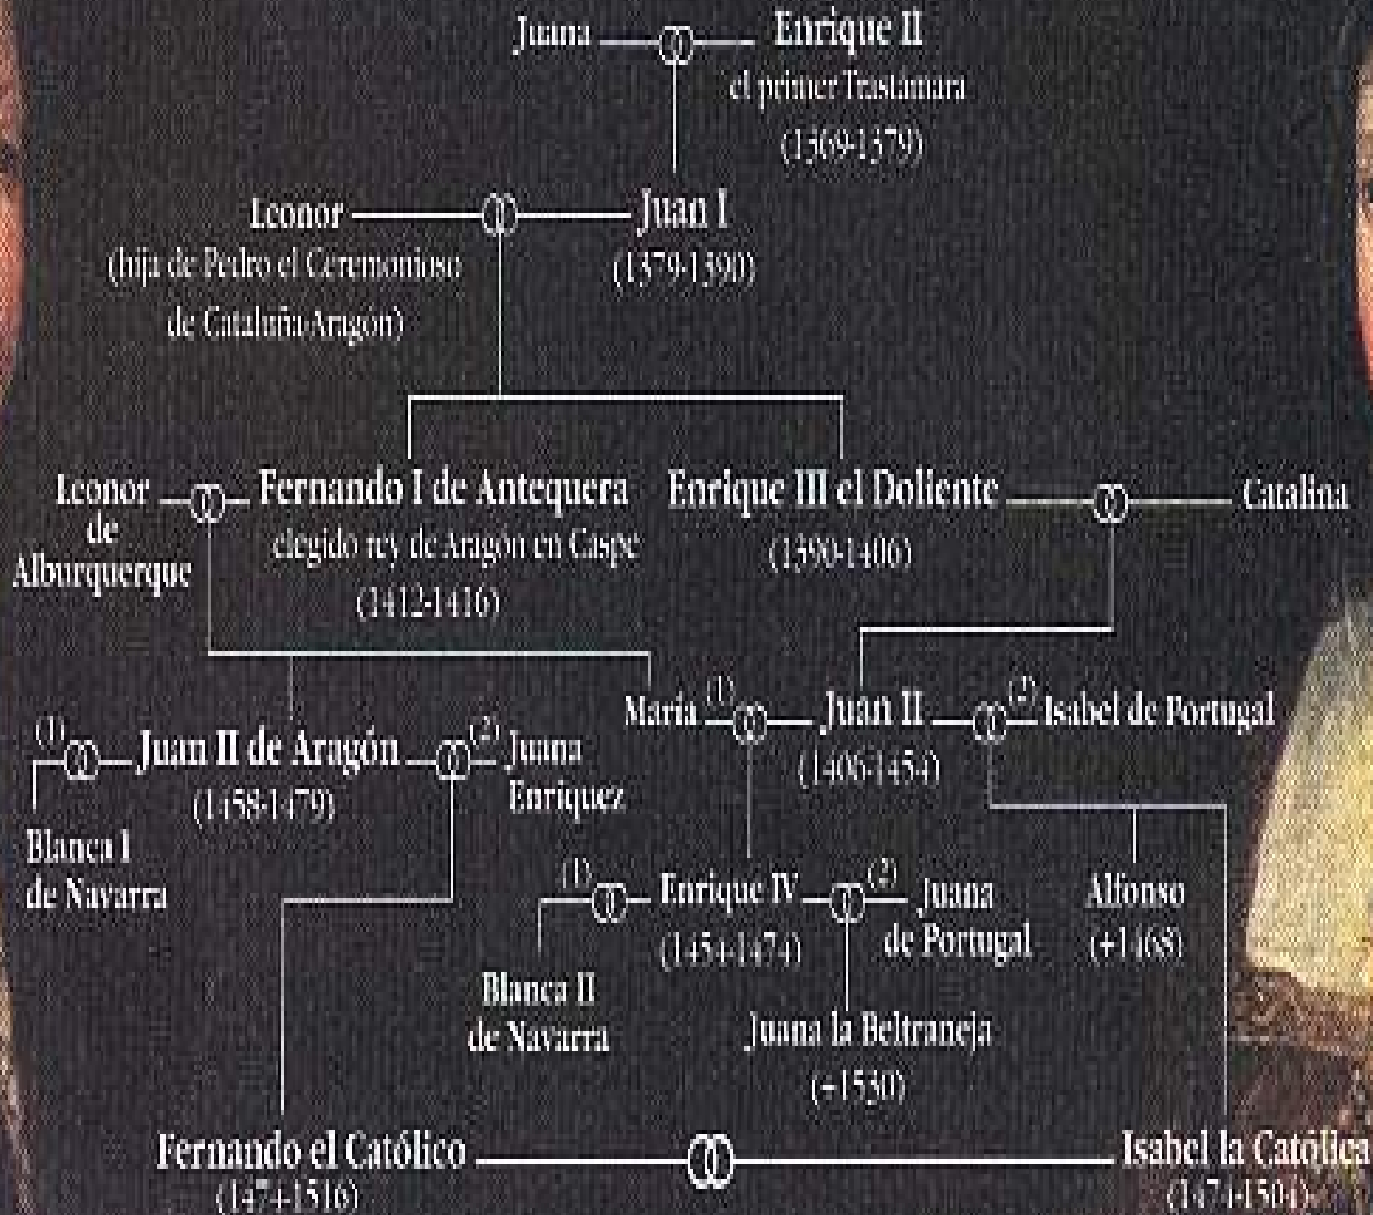 Juana Enrique II
el primer Trastámara
(1369-1379)
Leonor Juan I
(hija de Pedro el Ceremonioso (1379-1390)
de Cataluña-Aragón)
Leonor Fernando I de Antequera Enrique III el Doliente Catalina
de elegido rey de Aragón en Caspe (1390-1406)
Alburquerque (1412-1416)
María (1) Juan II (2) Isabel de Portugal
(1406-1454)
(1) Juan II de Aragón (2) Juana
(1458-1479) Enríquez
Blanca I
de Navarra
(1) Enrique IV (2) Juana Alfonso
(1454-1474) de Portugal (+1468)
Blanca II
de Navarra
Juana la Beltraneja
(+1530)
Fernando el Católico Isabel la Católica
(1474-1516) (1474-1504)